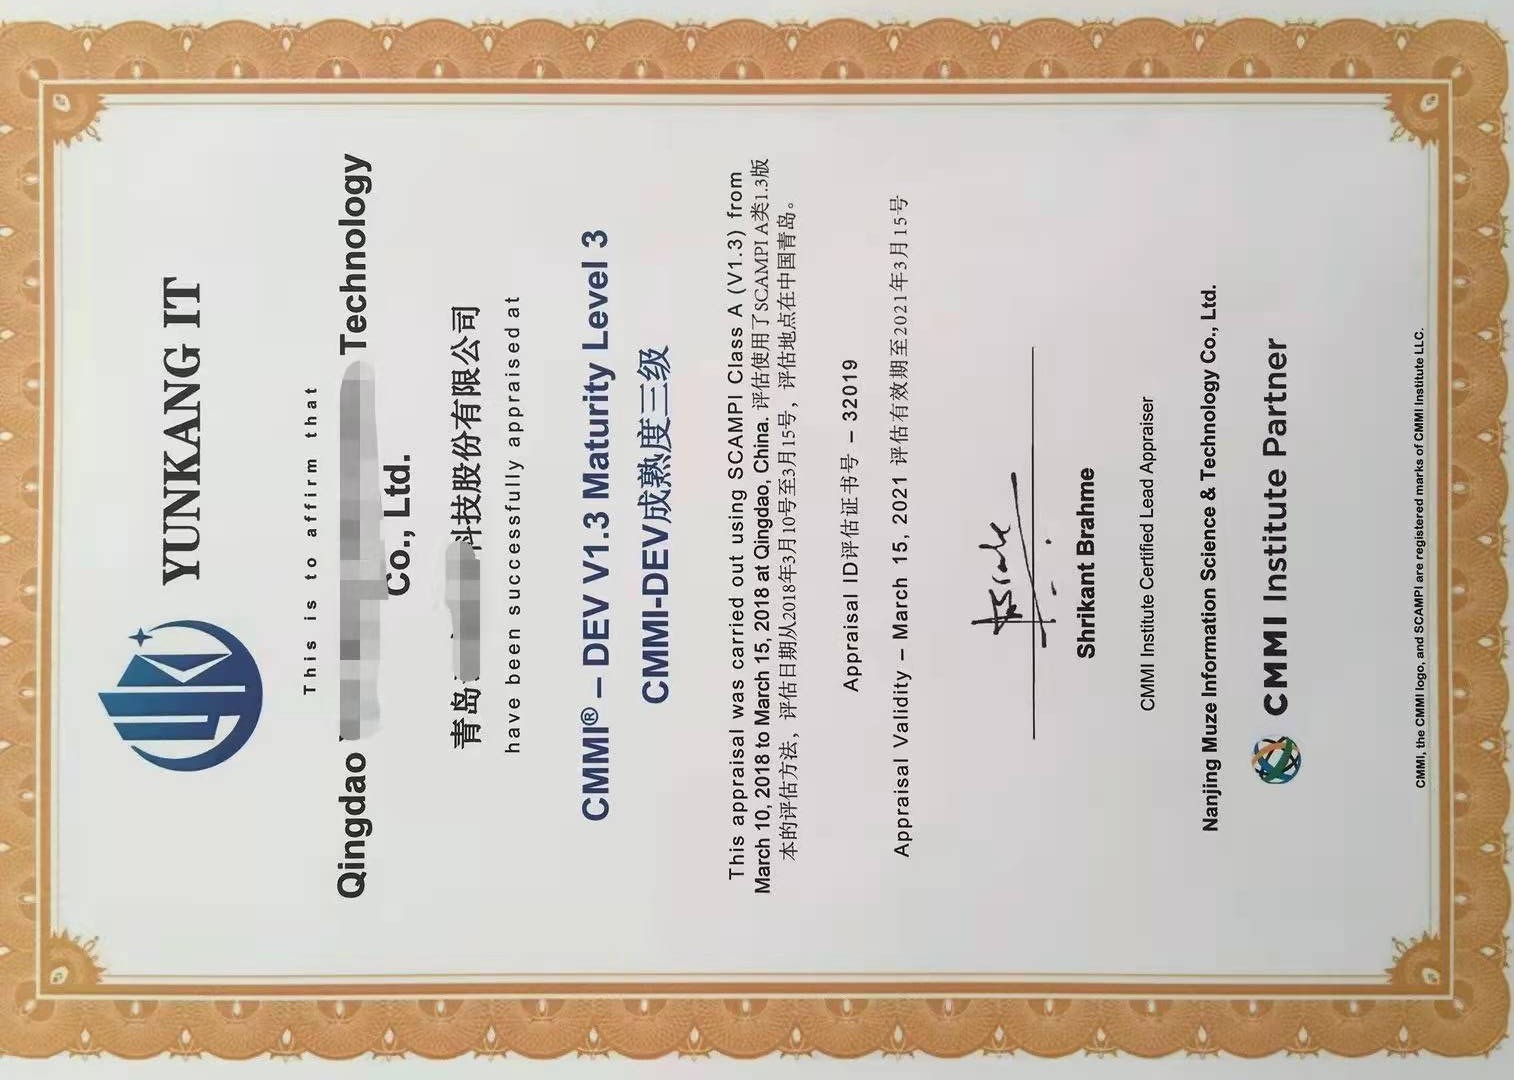 YUNKANG IT
This is to affirm that
Qingdao Technology
Co., Ltd.
青岛 科技股份有限公司
have been successfully appraised at
CMMI® – DEV V1.3 Maturity Level 3
CMMI-DEV成熟度三级
This appraisal was carried out using SCAMPI Class A (V1.3) from
March 10, 2018 to March 15, 2018 at Qingdao, China. 评估使用了SCAMPI A类1.3版
本的评估方法，评估日期从2018年3月10号至3月15号，评估地点在中国青岛。
Appraisal ID评估证书号 – 32019
Appraisal Validity – March 15, 2021 评估有效期至2021年3月15号
Shrikant Brahme
CMMI Institute Certified Lead Appraiser
Nanjing Muze Information Science & Technology Co., Ltd.
CMMI Institute Partner
CMMI, the CMMI logo, and SCAMPI are registered marks of CMMI Institute LLC.